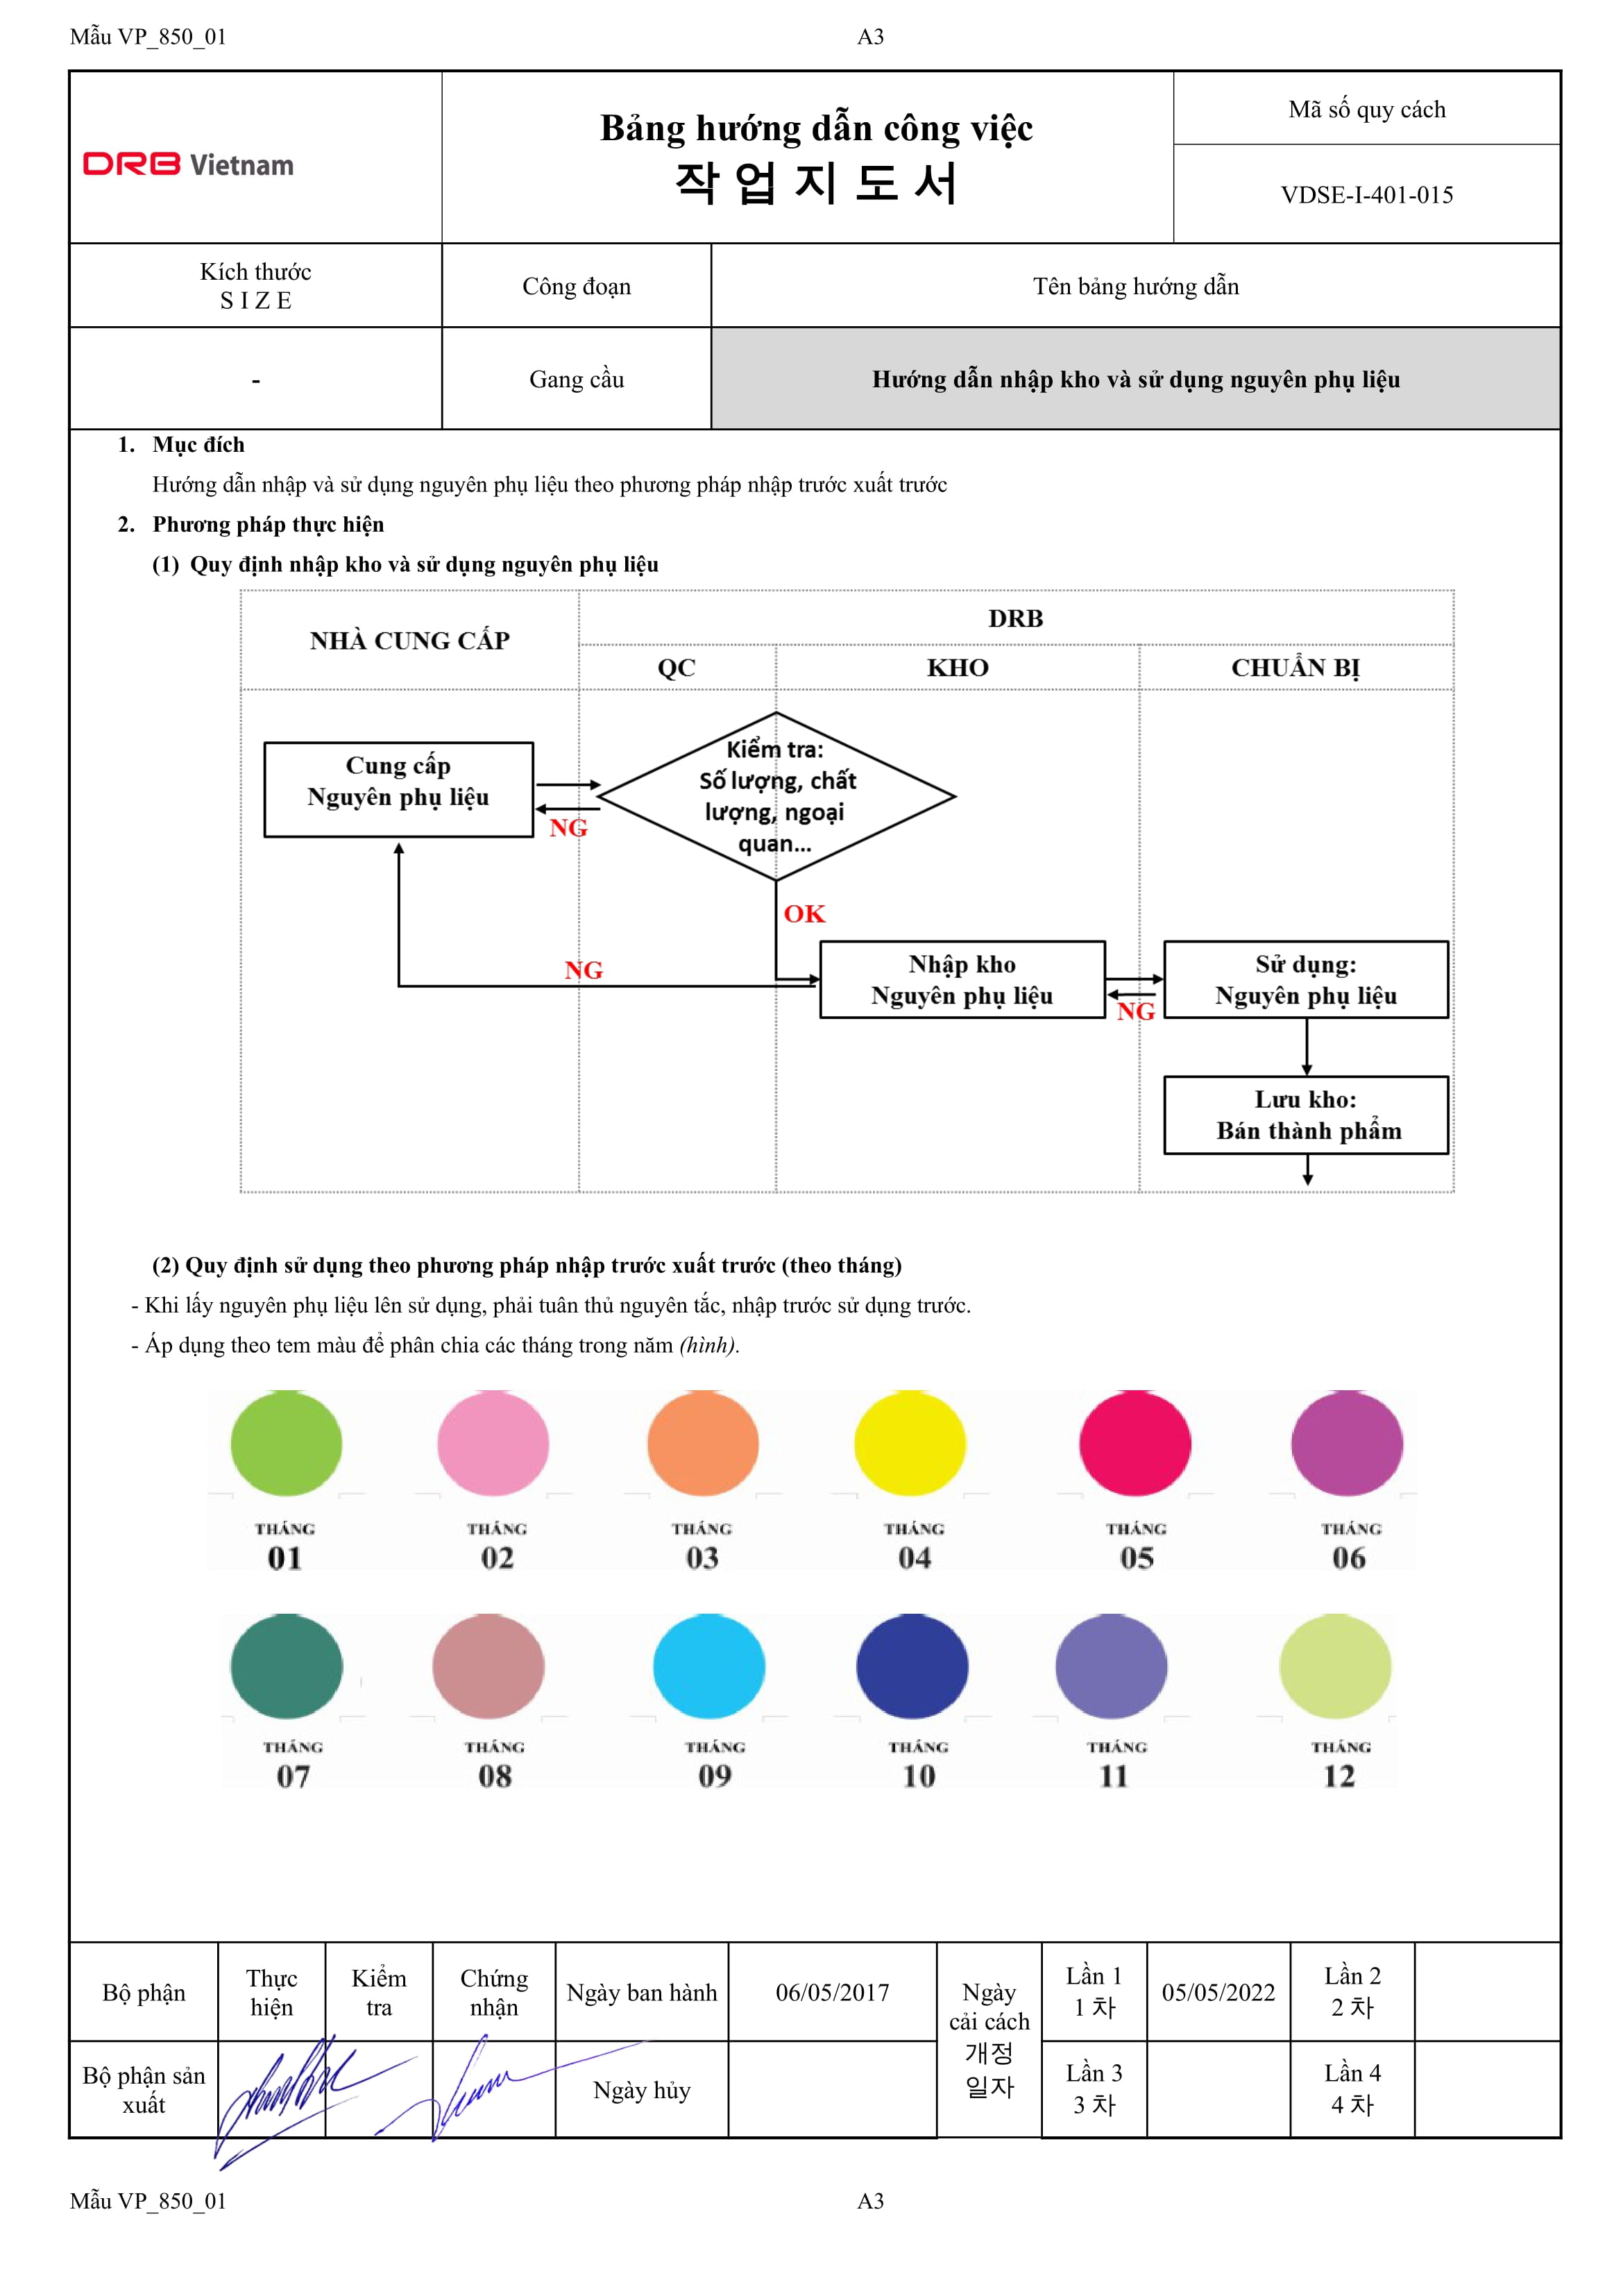 Mẫu VP_850_01
A3
DRB Vietnam
Bảng hướng dẫn công việc
작 업 지 도 서
Mã số quy cách
VDSE-I-401-015
Kích thước
S I Z E
Công đoạn
Tên bảng hướng dẫn
-
Gang cầu
Hướng dẫn nhập kho và sử dụng nguyên phụ liệu
1. Mục đích
Hướng dẫn nhập và sử dụng nguyên phụ liệu theo phương pháp nhập trước xuất trước
2. Phương pháp thực hiện
(1) Quy định nhập kho và sử dụng nguyên phụ liệu
NHÀ CUNG CẤP
DRB
QC
KHO
CHUẨN BỊ
Cung cấp
Nguyên phụ liệu
NG
Kiểm tra:
Số lượng, chất
lượng, ngoại
quan...
OK
NG
Nhập kho
Nguyên phụ liệu
NG
Sử dụng:
Nguyên phụ liệu
Lưu kho:
Bán thành phẩm
(2) Quy định sử dụng theo phương pháp nhập trước xuất trước (theo tháng)
- Khi lấy nguyên phụ liệu lên sử dụng, phải tuân thủ nguyên tắc, nhập trước sử dụng trước.
- Áp dụng theo tem màu để phân chia các tháng trong năm (hình).
THÁNG
01
THÁNG
02
THÁNG
03
THÁNG
04
THÁNG
05
THÁNG
06
THÁNG
07
THÁNG
08
THÁNG
09
THÁNG
10
THÁNG
11
THÁNG
12
Bộ phận
Thực
hiện
Kiểm
tra
Chứng
nhận
Ngày ban hành
06/05/2017
Ngày
cải cách
개정
일자
Lần 1
1 차
05/05/2022
Lần 2
2 차
Bộ phận sản
xuất
Ngày hủy
Lần 3
3 차
Lần 4
4 차
Mẫu VP_850_01
A3